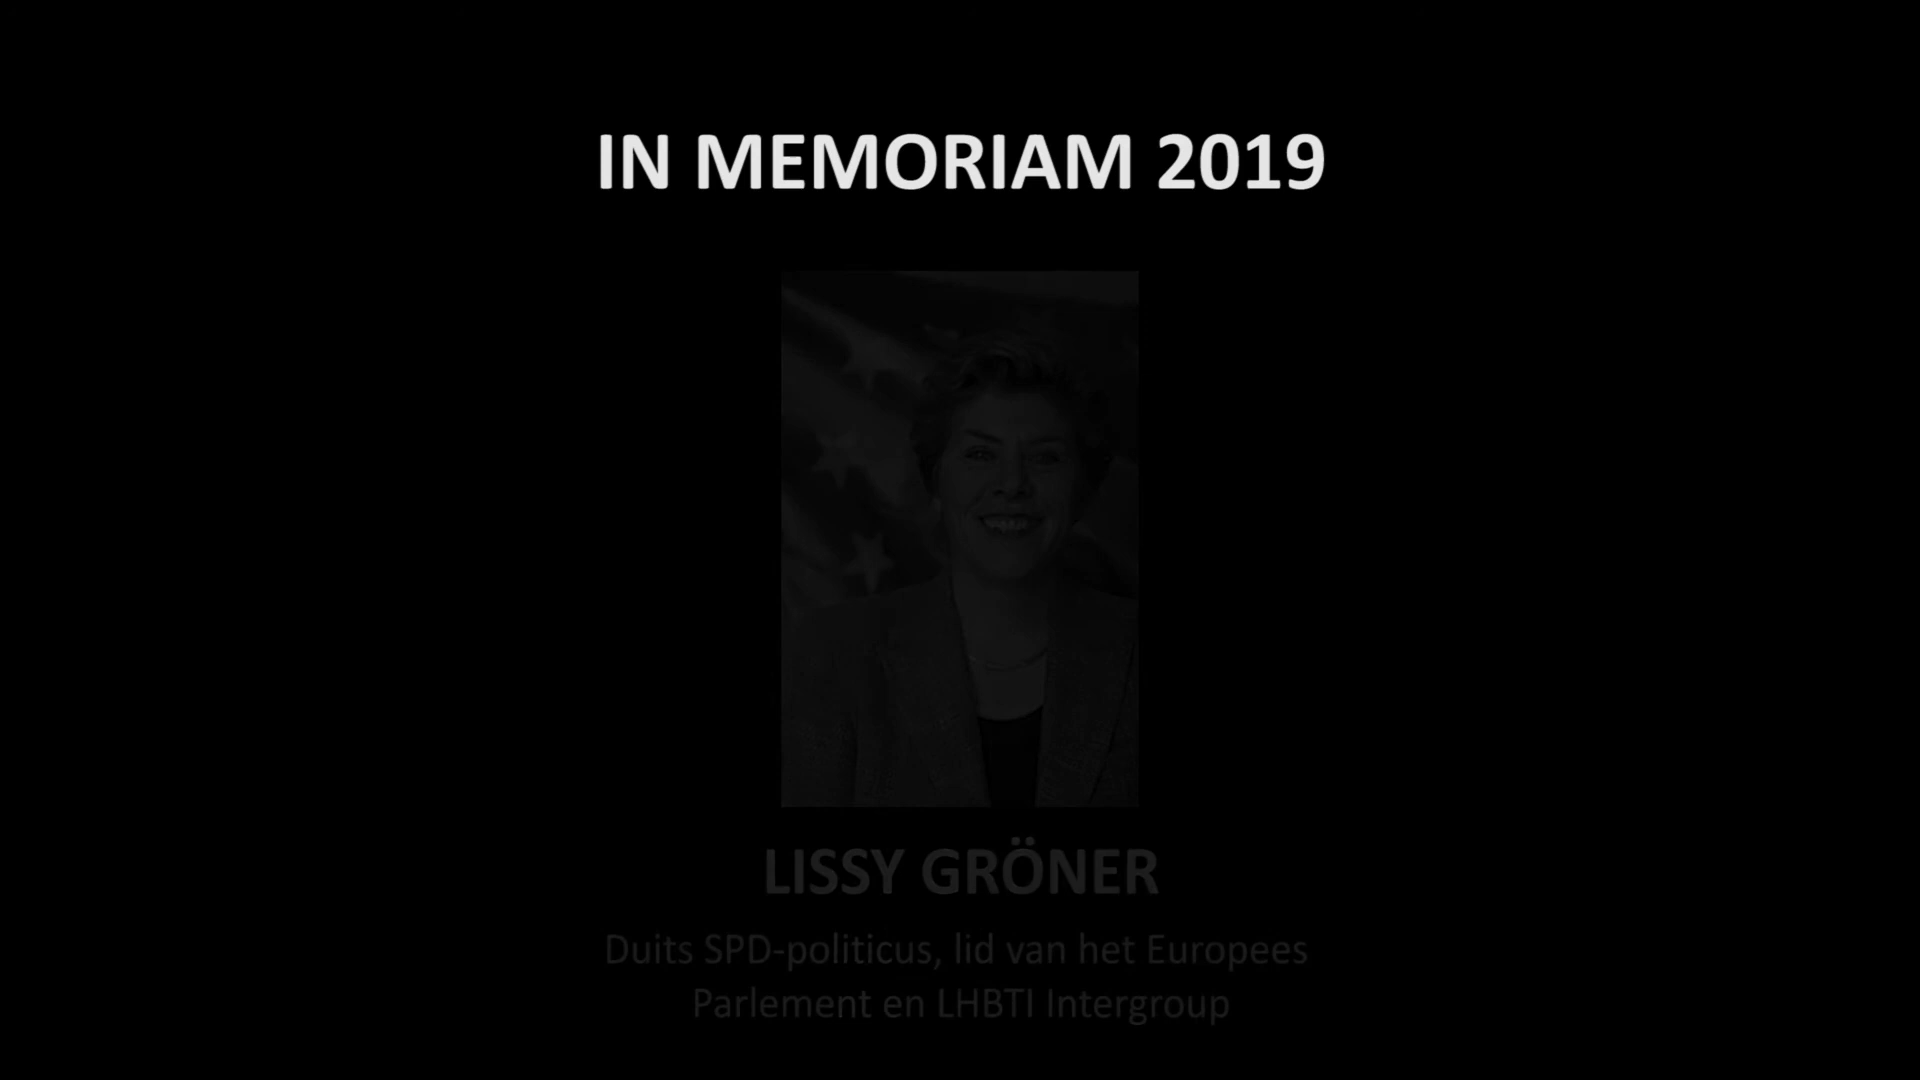 IN MEMORIAM 2019
LISSY GRÖNER
Duits SPD-politicus, lid van het Europees
Parlement en LHBTI Intergroup